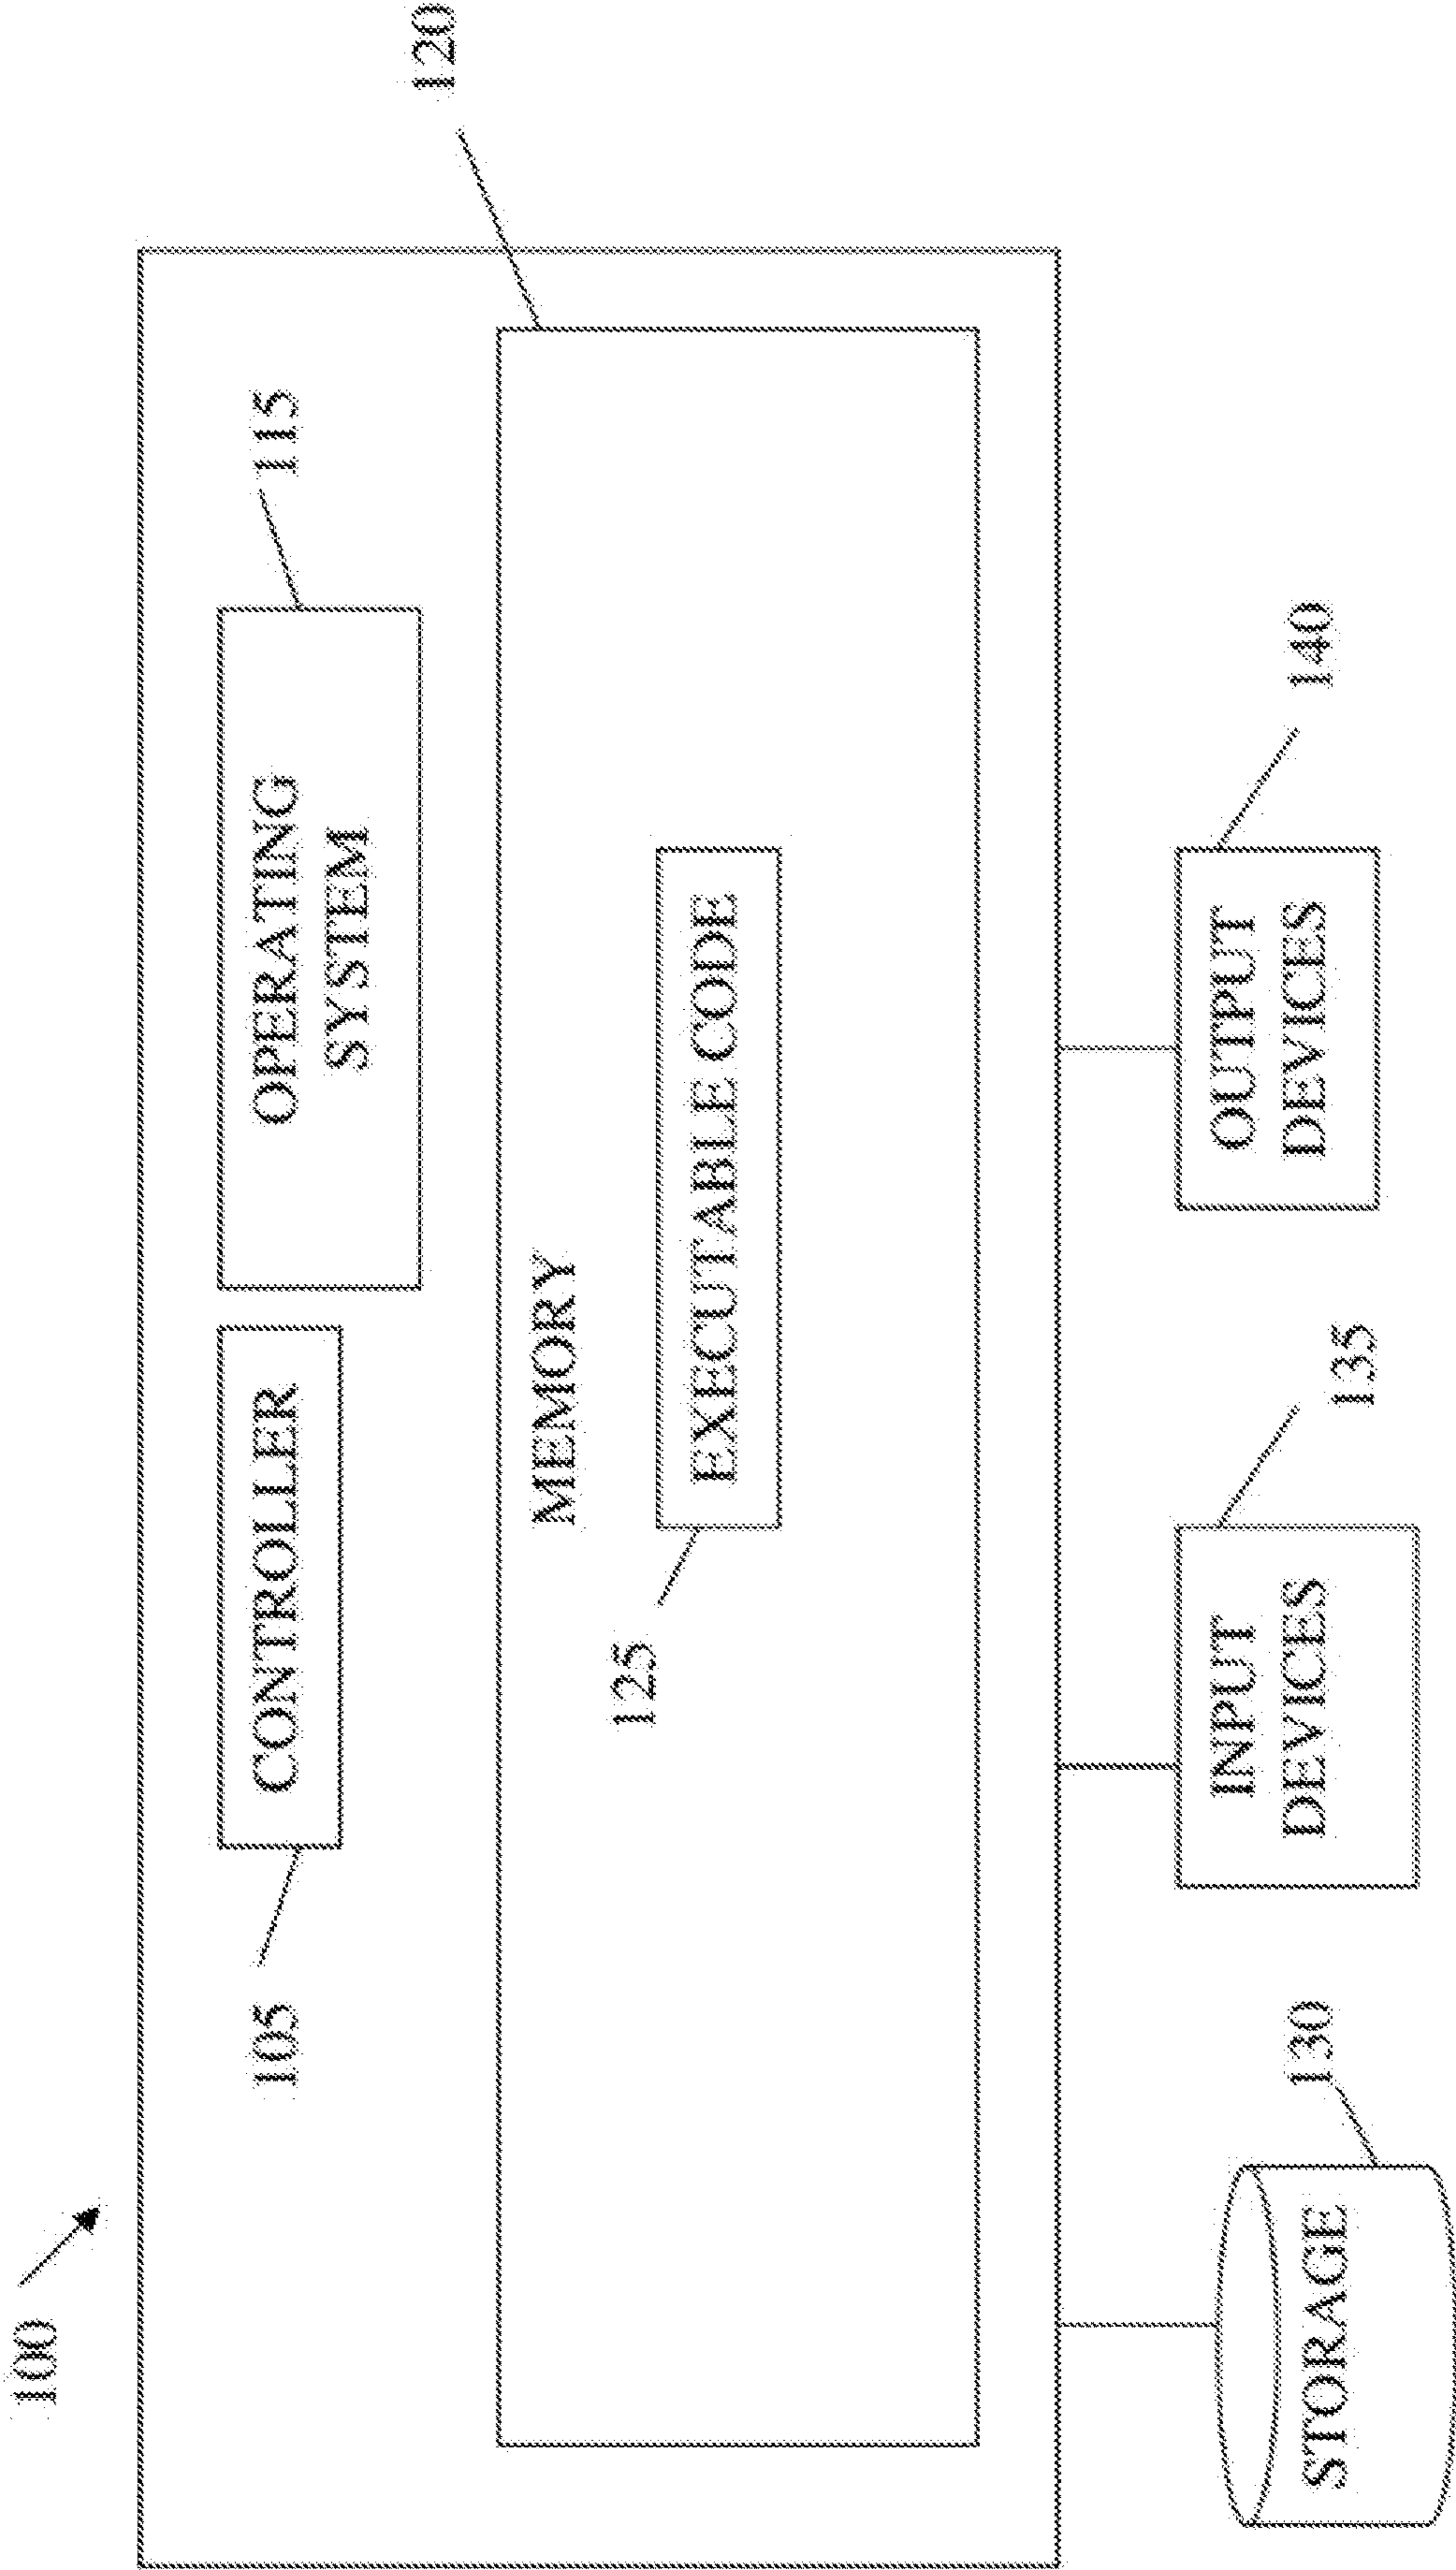 100
105
CONTROLLER
OPERATING
SYSTEM
115
120
MEMORY
125
EXECUTABLE CODE
STORAGE
130
INPUT
DEVICES
135
OUTPUT
DEVICES
140